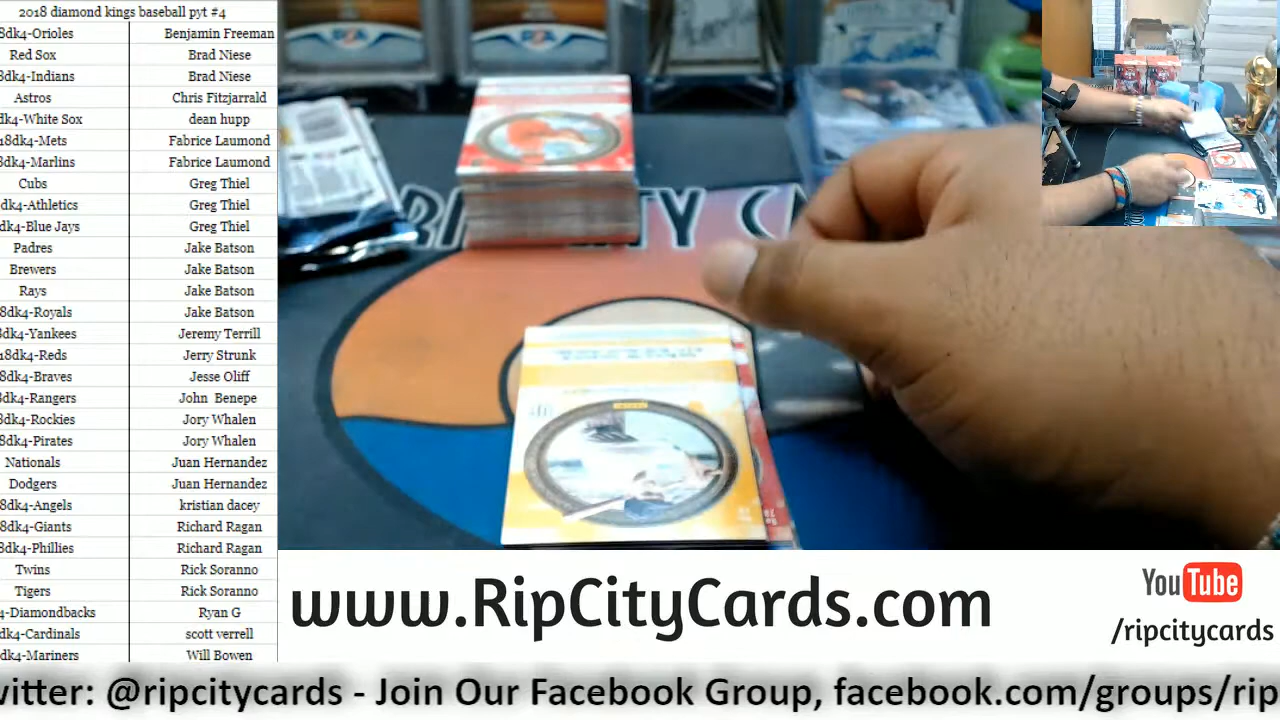 2018 diamond kings baseball pyt #4
8dk4-Orioles Benjamin Freeman
Red Sox Brad Niese
8dk4-Indians Brad Niese
Astros Chris Fitzjarrald
dk4-White Sox dean hupp
18dk4-Mets Fabrice Laumond
8dk4-Marlins Fabrice Laumond
Cubs Greg Thiel
dk4-Athletics Greg Thiel
dk4-Blue Jays Greg Thiel
Padres Jake Batson
Brewers Jake Batson
Rays Jake Batson
8dk4-Royals Jake Batson
8dk4-Yankees Jeremy Terrill
18dk4-Reds Jerry Strunk
8dk4-Braves Jesse Oliff
8dk4-Rangers John Benepe
8dk4-Rockies Jory Whalen
8dk4-Pirates Jory Whalen
Nationals Juan Hernandez
Dodgers Juan Hernandez
8dk4-Angels kristian dacey
8dk4-Giants Richard Ragan
8dk4-Phillies Richard Ragan
Twins Rick Soranno
Tigers Rick Soranno
4-Diamondbacks Ryan G
dk4-Cardinals scott verrell
dk4-Mariners Will Bowen
www.RipCityCards.com
YouTube
/ripcitycards
witter: @ripcitycards - Join Our Facebook Group, facebook.com/groups/rip